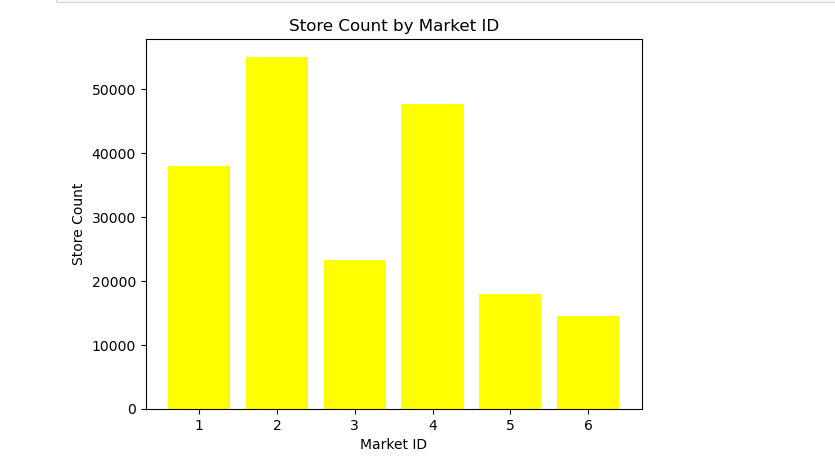 Store Count by Market ID
50000
40000
30000
20000
10000
0
Store Count
1 2 3 4 5 6
Market ID